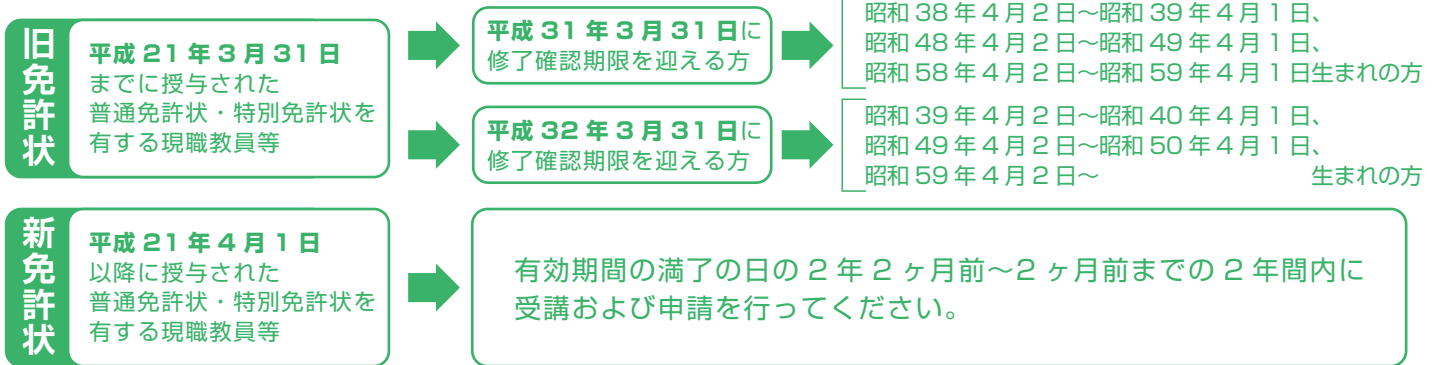 旧免許状
平成 21 年 3 月 31 日
までに授与された
普通免許状・特別免許状を
有する現職教員等
平成 31 年 3 月 31 日に
修了確認期限を迎える方
昭和 38 年 4 月 2 日~昭和 39 年 4 月 1 日、
昭和 48 年 4 月 2 日~昭和 49 年 4 月 1 日、
昭和 58 年 4 月 2 日~昭和 59 年 4 月 1 日生まれの方
平成 32 年 3 月 31 日に
修了確認期限を迎える方
昭和 39 年 4 月 2 日~昭和 40 年 4 月 1 日、
昭和 49 年 4 月 2 日~昭和 50 年 4 月 1 日、
昭和 59 年 4 月 2 日~ 生まれの方
新免許状
平成 21 年 4 月 1 日
以降に授与された
普通免許状・特別免許状を
有する現職教員等
有効期間の満了の日の 2 年 2 ヶ月前~2 ヶ月前までの 2 年間内に
受講および申請を行ってください。